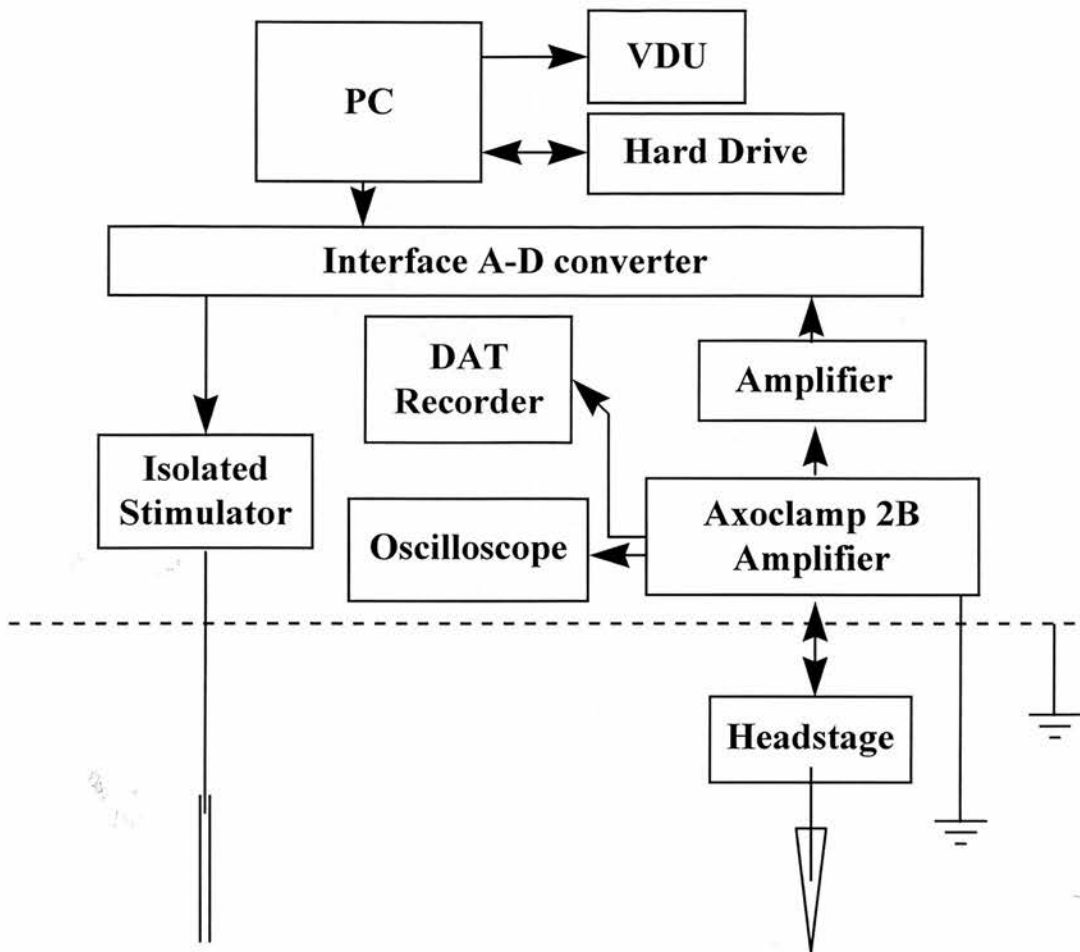 PC
VDU
Hard Drive
Interface A-D converter
DAT
Recorder
Amplifier
Isolated
Stimulator
Axoclamp 2B
Amplifier
Oscilloscope
Headstage